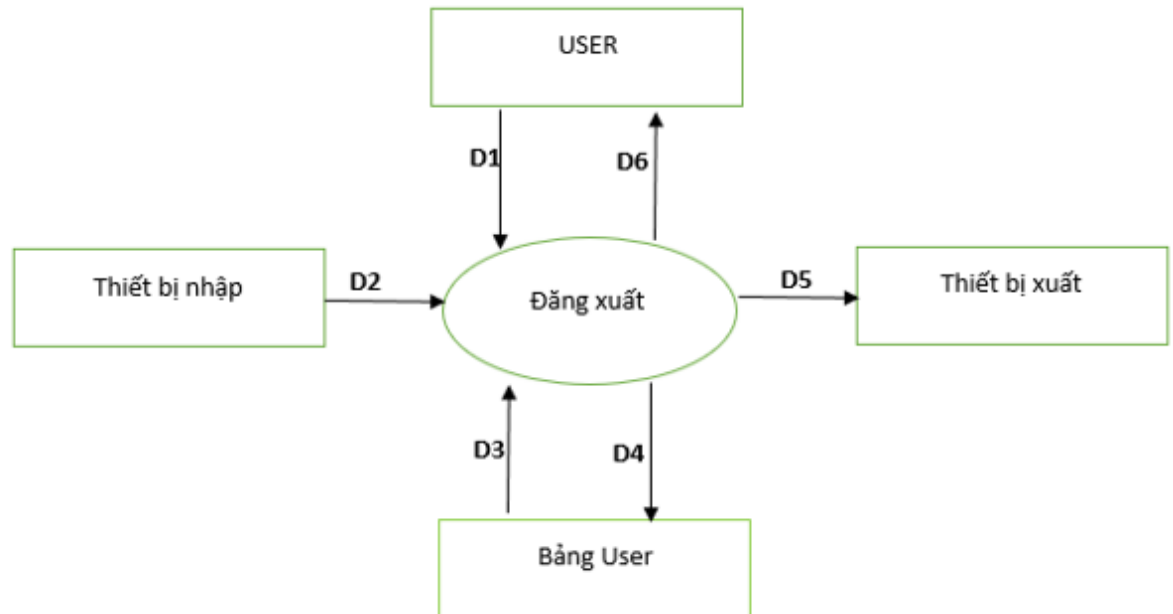 USER
D1
D6
Thiết bị nhập
D2
Đăng xuất
D5
Thiết bị xuất
D3
D4
Bảng User